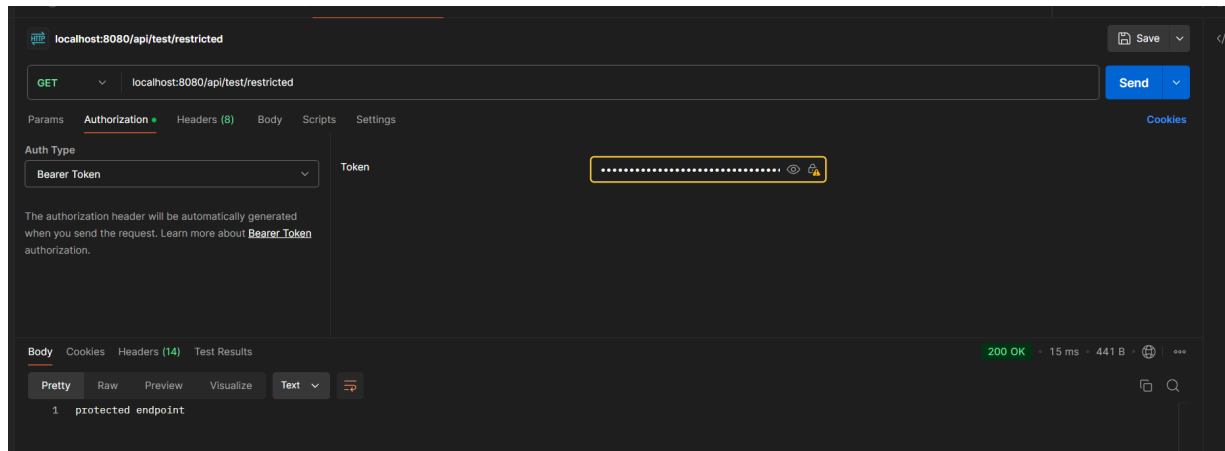 HTTP localhost:8080/api/test/restricted
Save
GET localhost:8080/api/test/restricted
Send
Params Authorization Headers (8) Body Scripts Settings
Cookies
Auth Type
Bearer Token
Token
The authorization header will be automatically generated
when you send the request. Learn more about Bearer Token
authorization.
Body Cookies Headers (14) Test Results
200 OK 15 ms 441 B
Pretty Raw Preview Visualize Text
1 protected endpoint